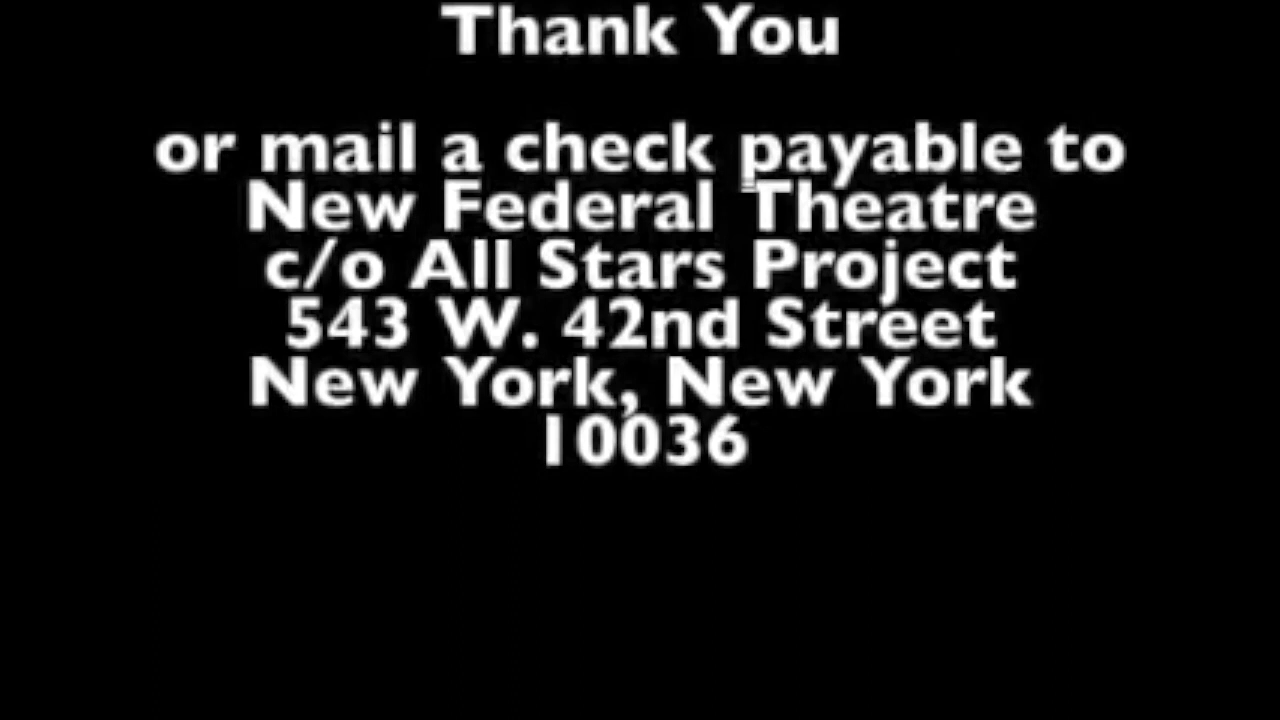 Thank You
or mail a check payable to
New Federal Theatre
c/o All Stars Project
543 W. 42nd Street
New York, New York
10036